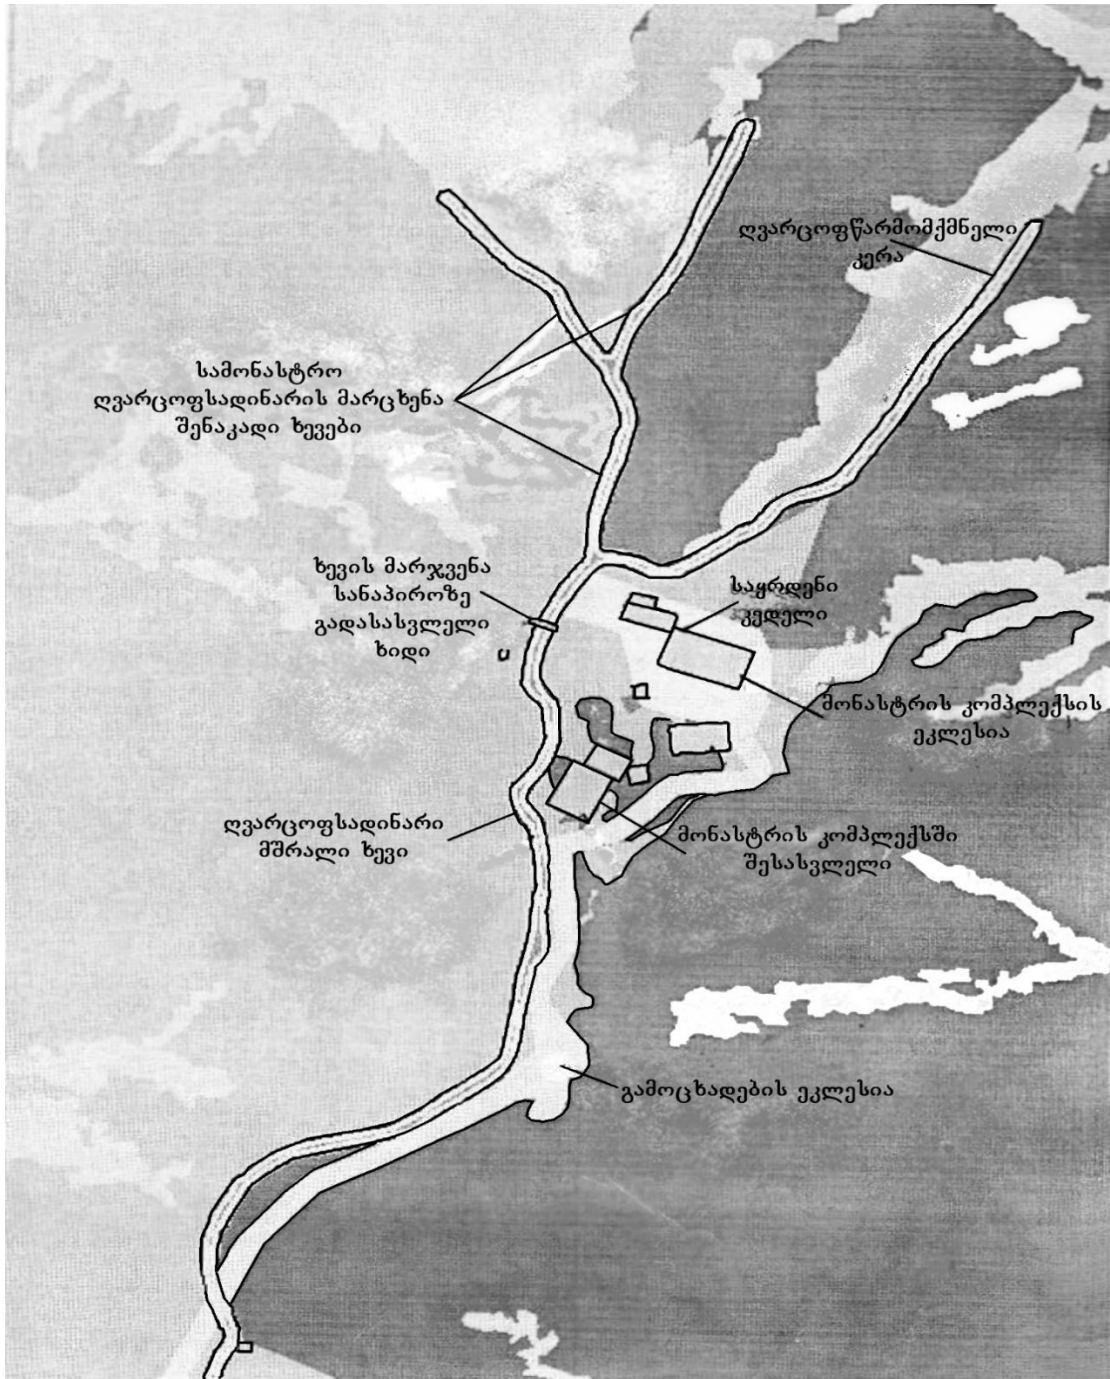 ღვარცოფწარმომქმნელი
კერა
სამონასტრო
ღვარცოფსადინარის მარცხენა
შენაკადი ხევები
ხევის მარჯვენა
სანაპიროზე
გადასასვლელი
ხიდი
საყრდენი
კედელი
მონასტრის კომპლექსის
ეკლესია
ღვარცოფსადინარი
მშრალი ხევი
მონასტრის კომპლექსში
შესასვლელი
გამოცხადების ეკლესია